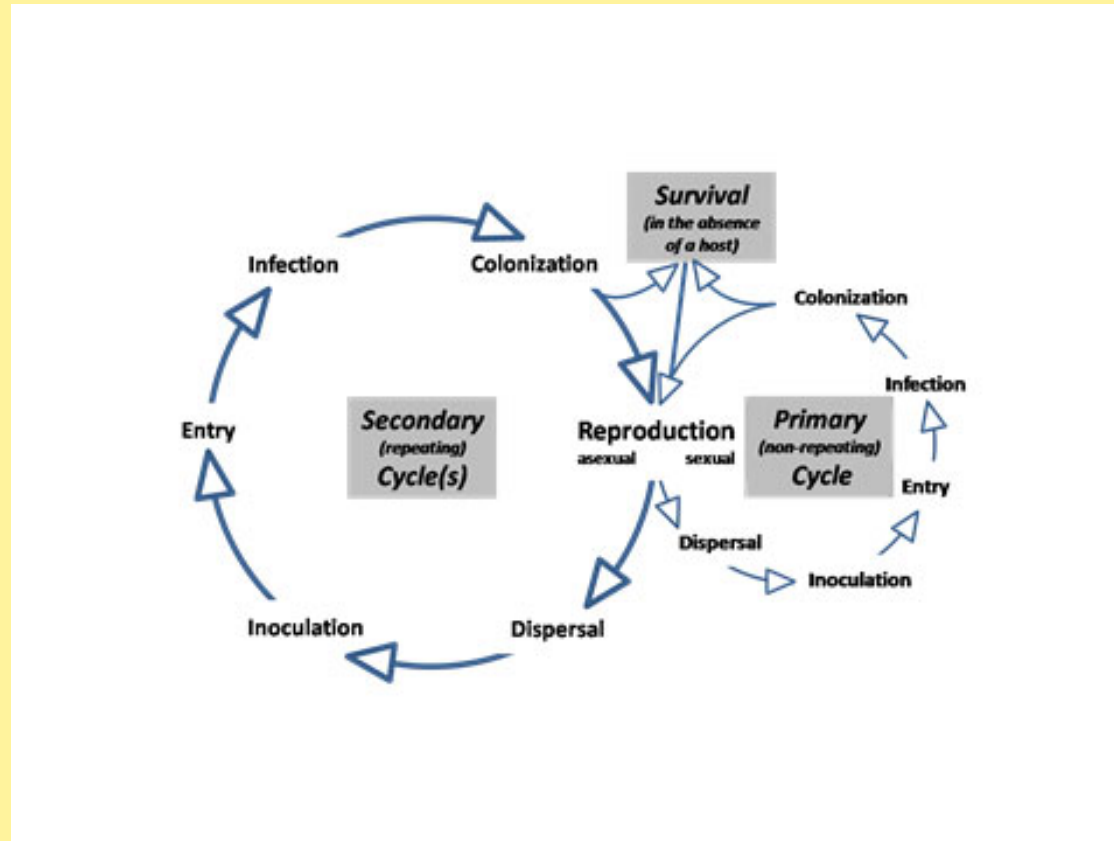 Survival
(in the absence
of a host)
Infection
Colonization
Colonization
Infection
Entry
Secondary
(repeating)
Cycle(s)
Reproduction
asexual sexual
Primary
(non-repeating)
Cycle
Entry
Dispersal
Inoculation
Inoculation
Dispersal